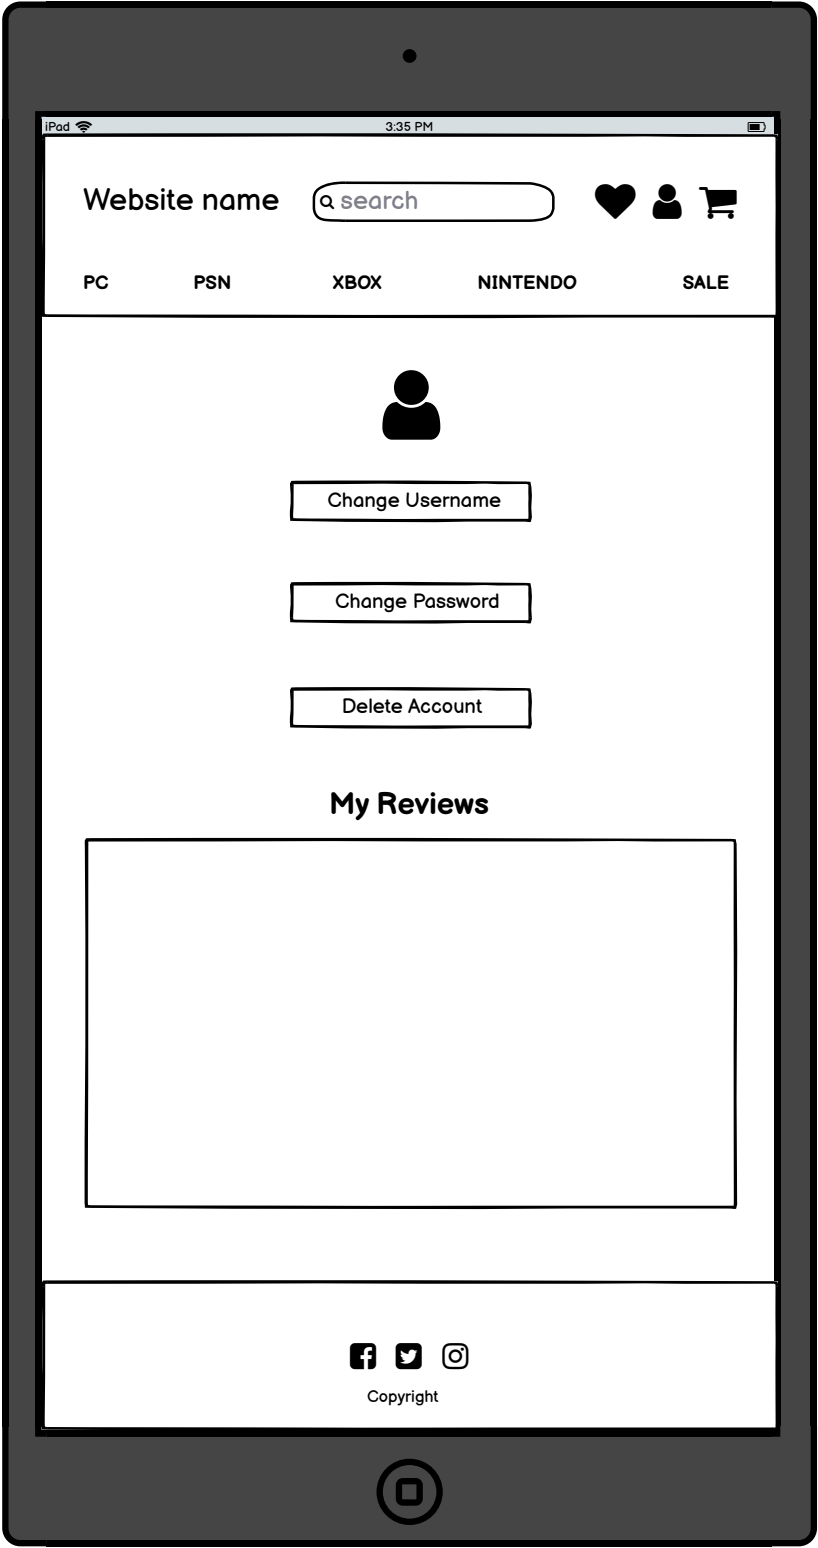 iPad 3:35 PM
Website name search
PC PSN XBOX NINTENDO SALE
Change Username
Change Password
Delete Account
My Reviews
Copyright